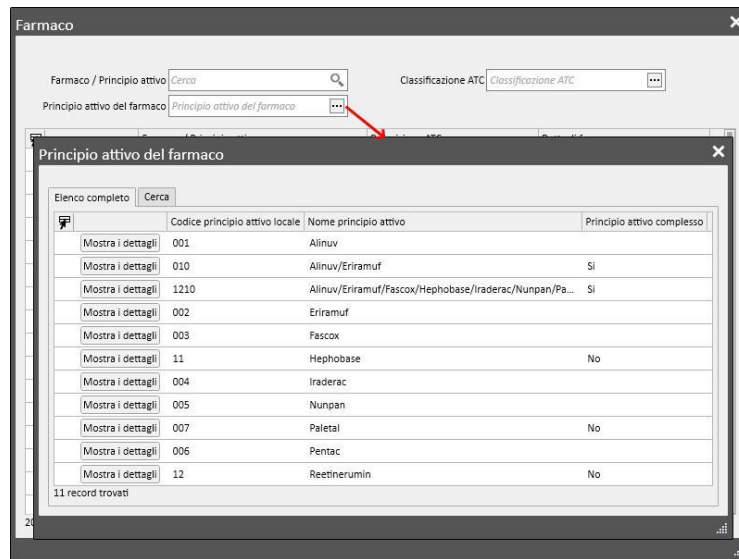 Farmaco
Farmaco / Principio attivo Cerca Classificazione ATC Classificazione ATC
Principio attivo del farmaco Principio attivo del farmaco
Principio attivo del farmaco
Elenco completo Cerca
Codice principio attivo locale Nome principio attivo Principio attivo complesso
Mostra i dettagli 001 Alinuv
Mostra i dettagli 010 Alinuv/Eriramuf Si
Mostra i dettagli 1210 Alinuv/Eriramuf/Fascox/Hephobase/Iraderac/Nunpan/Pa... Si
Mostra i dettagli 002 Eriramuf
Mostra i dettagli 003 Fascox
Mostra i dettagli 11 Hephobase No
Mostra i dettagli 004 Iraderac
Mostra i dettagli 005 Nunpan
Mostra i dettagli 007 Paletal No
Mostra i dettagli 006 Pentac
Mostra i dettagli 12 Reetinerumin No
11 record trovati
20